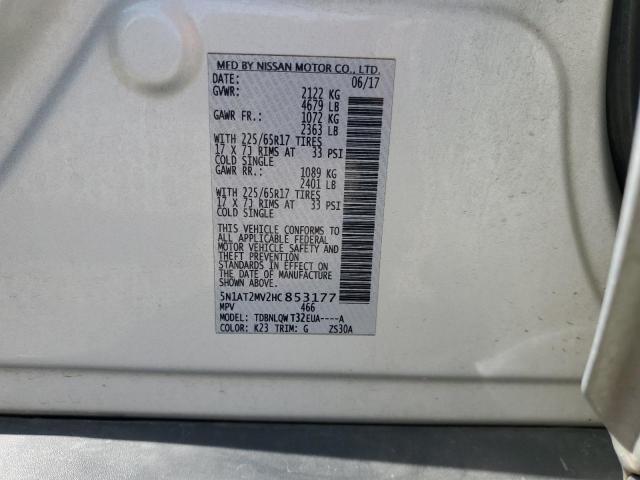 MFD BY NISSAN MOTOR CO., LTD.
DATE: 06/17
GVWR: 2122 KG
4679 LB
GAWR FR.: 1072 KG
2363 LB
WITH 225/65R17 TIRES
17 X 7J RIMS AT 33 PSI
COLD SINGLE
GAWR RR.: 1089 KG
2401 LB
WITH 225/65R17 TIRES
17 X 7J RIMS AT 33 PSI
COLD SINGLE
THIS VEHICLE CONFORMS TO
ALL APPLICABLE FEDERAL
MOTOR VEHICLE SAFETY AND
THEFT PREVENTION
STANDARDS IN EFFECT ON
THE DATE OF MANUFACTURE
SHOWN ABOVE.
5N1AT2MV2HC 853177
MPV 466
MODEL: TDBNLQW T32EUA----A
COLOR: K23 TRIM: G ZS30A